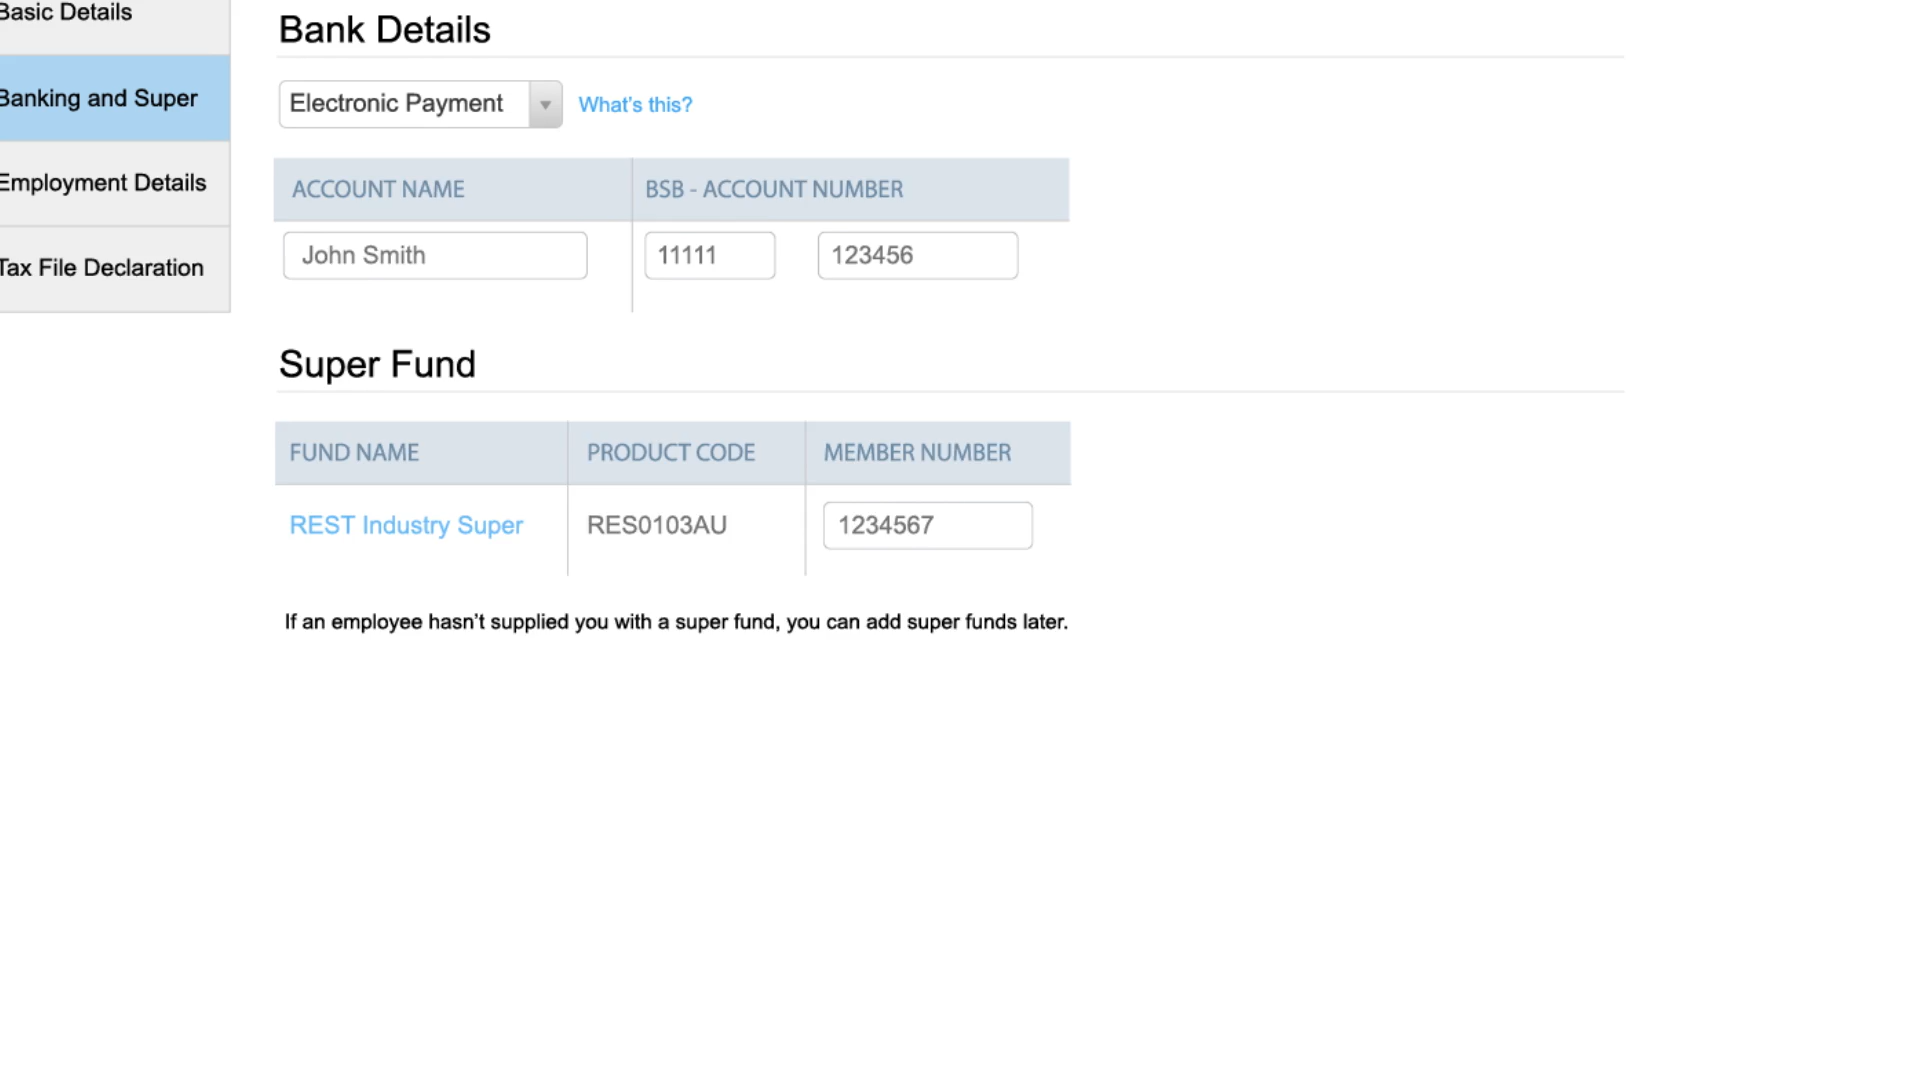 Basic Details
Banking and Super
Employment Details
Tax File Declaration
Bank Details
Electronic Payment
What's this?
ACCOUNT NAME
BSB - ACCOUNT NUMBER
John Smith
11111
123456
Super Fund
FUND NAME
PRODUCT CODE
MEMBER NUMBER
REST Industry Super
RES0103AU
1234567
If an employee hasn't supplied you with a super fund, you can add super funds later.